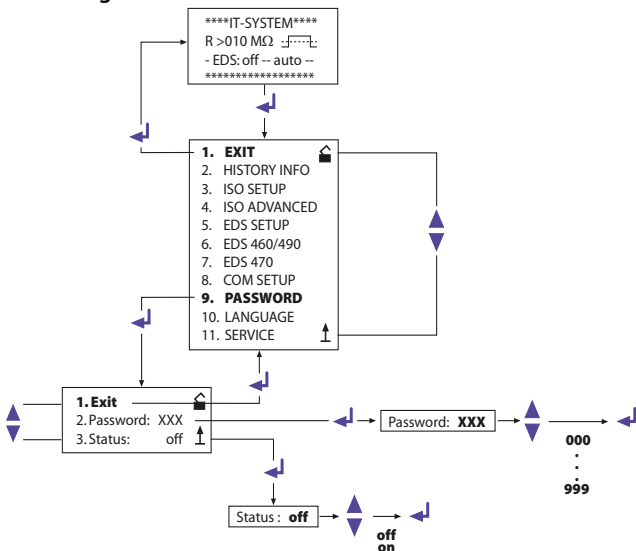 ****IT-SYSTEM****
R >010 MΩ
- EDS: off -- auto --
******************
1. EXIT
2. HISTORY INFO
3. ISO SETUP
4. ISO ADVANCED
5. EDS SETUP
6. EDS 460/490
7. EDS 470
8. COM SETUP
9. PASSWORD
10. LANGUAGE
11. SERVICE
1. Exit
2. Password: XXX
3. Status: off
Password: XXX
000
.
.
.
999
Status : off
off
on